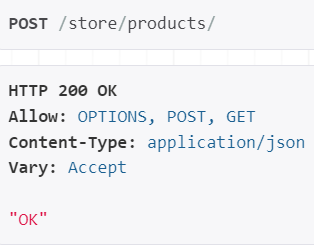 POST /store/products/
HTTP 200 OK
Allow: OPTIONS, POST, GET
Content-Type: application/json
Vary: Accept
"OK"